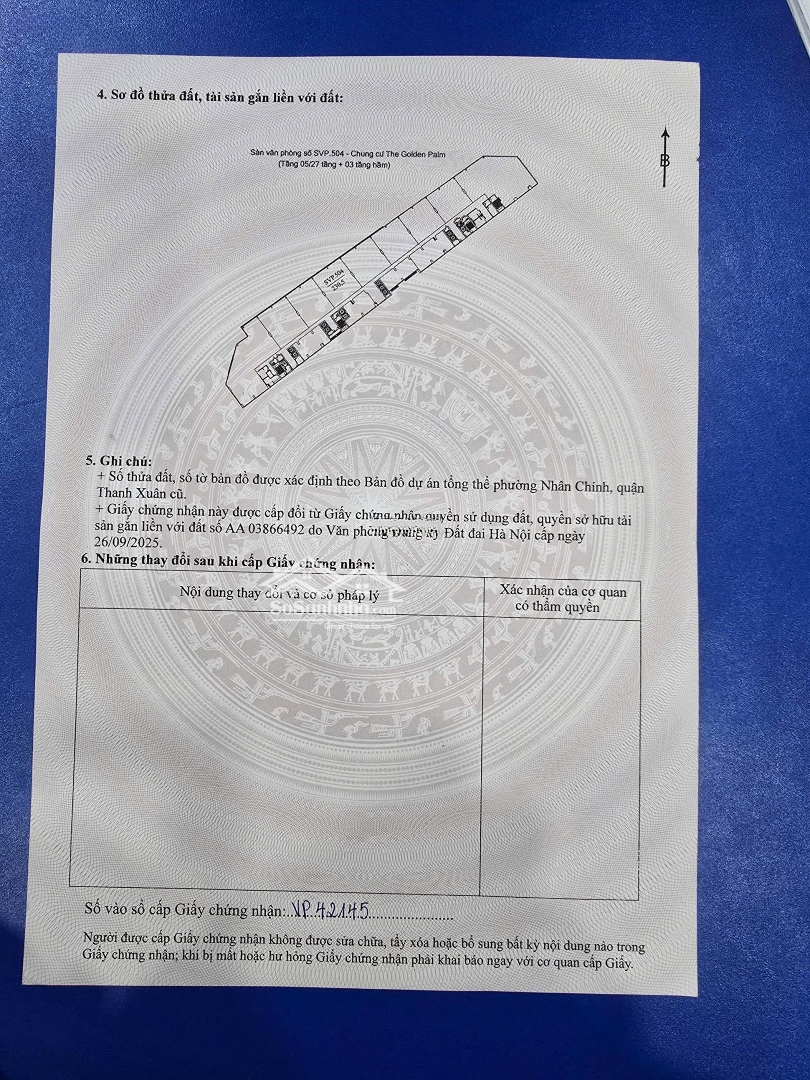 4. Sơ đồ thửa đất, tài sản gắn liền với đất:
Sàn văn phòng số SVP.504 - Chung cư The Golden Palm
(Tầng 05/27 tầng + 03 tầng hầm)
B
SVP.504
230.5
5. Ghi chú:
+ Số thửa đất, số tờ bản đồ được xác định theo Bản đồ dự án tổng thể phường Nhân Chính, quận
Thanh Xuân cũ.
+ Giấy chứng nhận này được cấp đổi từ Giấy chứng nhận quyền sử dụng đất, quyền sở hữu tài
sản gắn liền với đất số AA 03866492 do Văn phòng Đăng ký Đất đai Hà Nội cấp ngày
26/09/2025.
6. Những thay đổi sau khi cấp Giấy chứng nhận:
Nội dung thay đổi và cơ sở pháp lý
Xác nhận của cơ quan
có thẩm quyền
SoSanhNha.com
Số vào sổ cấp Giấy chứng nhận:..VP.42145......................
Người được cấp Giấy chứng nhận không được sửa chữa, tẩy xóa hoặc bổ sung bất kỳ nội dung nào trong
Giấy chứng nhận; khi bị mất hoặc hư hỏng Giấy chứng nhận phải khai báo ngay với cơ quan cấp Giấy.